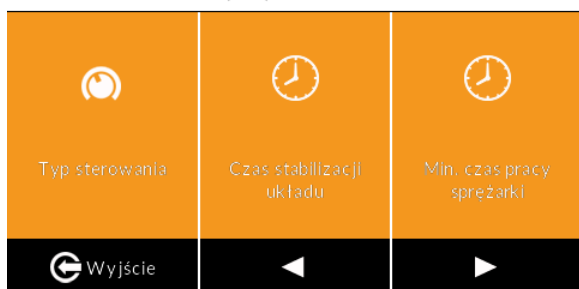 Typ sterowania
Czas stabilizacji
układu
Min. czas pracy
sprężarki
Wyjście